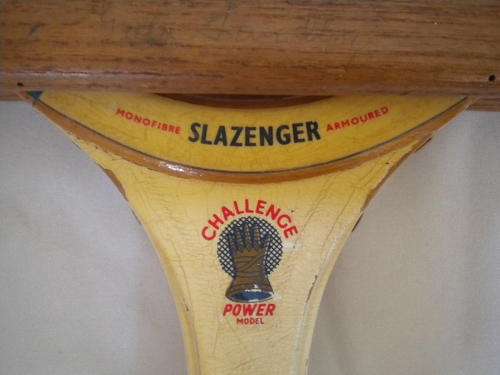 MONOFIBRE SLAZENGER ARMOURED
CHALLENGE
POWER
MODEL